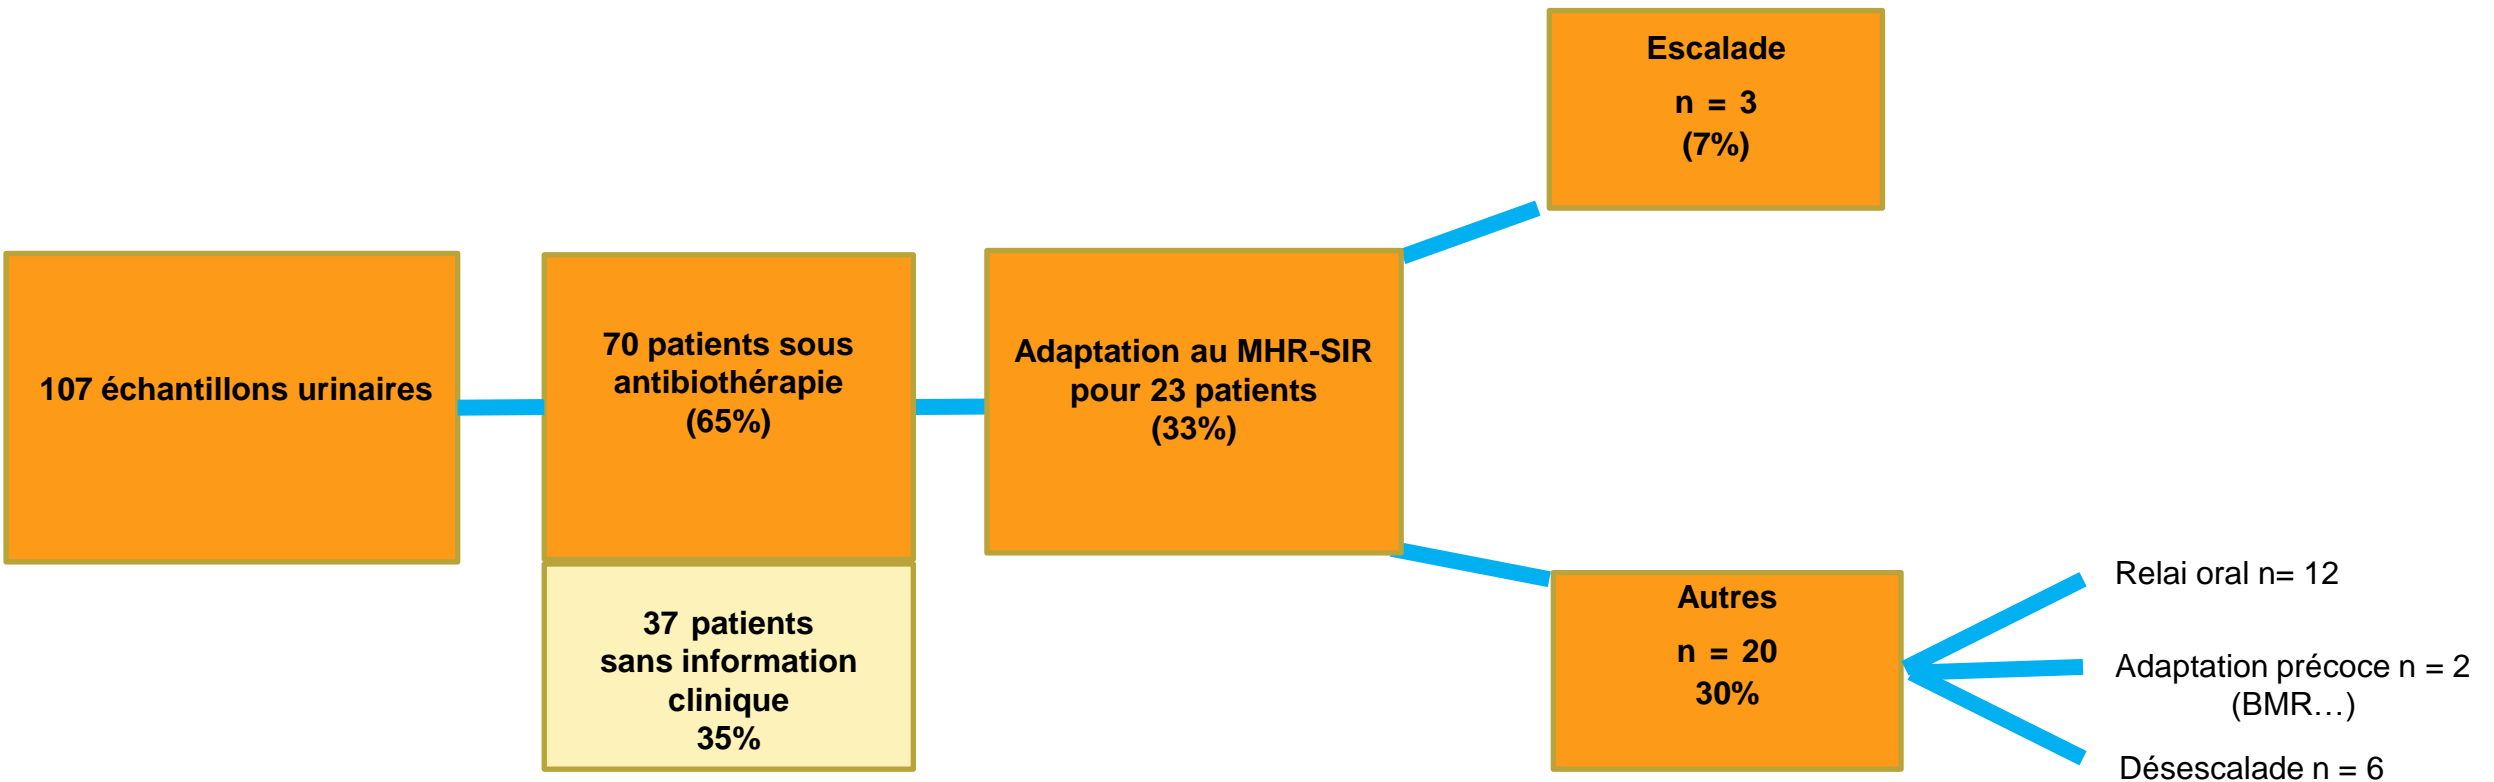 107 échantillons urinaires
70 patients sous
antibiothérapie
(65%)
37 patients
sans information
clinique
35%
Adaptation au MHR-SIR
pour 23 patients
(33%)
Escalade
n = 3
(7%)
Autres
n = 20
30%
Relai oral n= 12
Adaptation précoce n = 2
(BMR…)
Désescalade n = 6